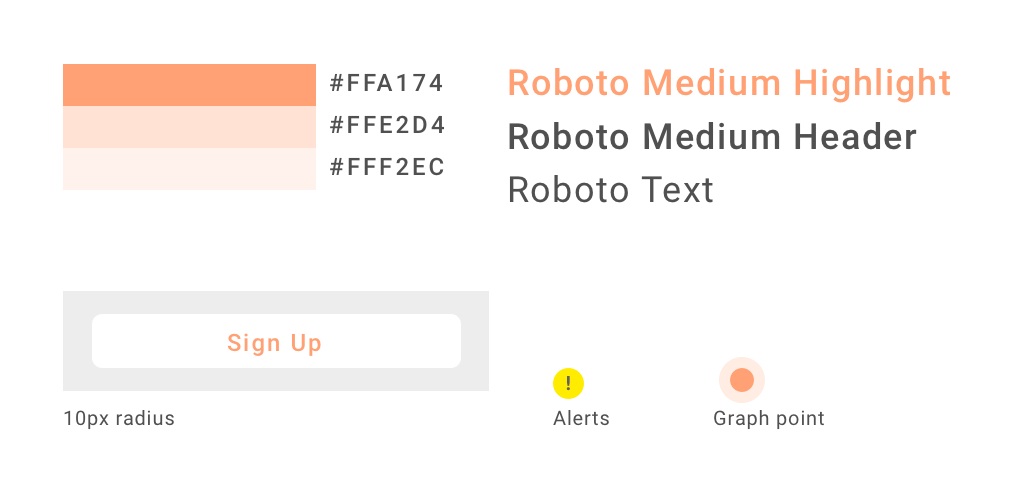 #FFA174
#FFE2D4
#FFF2EC
Roboto Medium Highlight
Roboto Medium Header
Roboto Text
Sign Up
10px radius
!
Alerts
Graph point